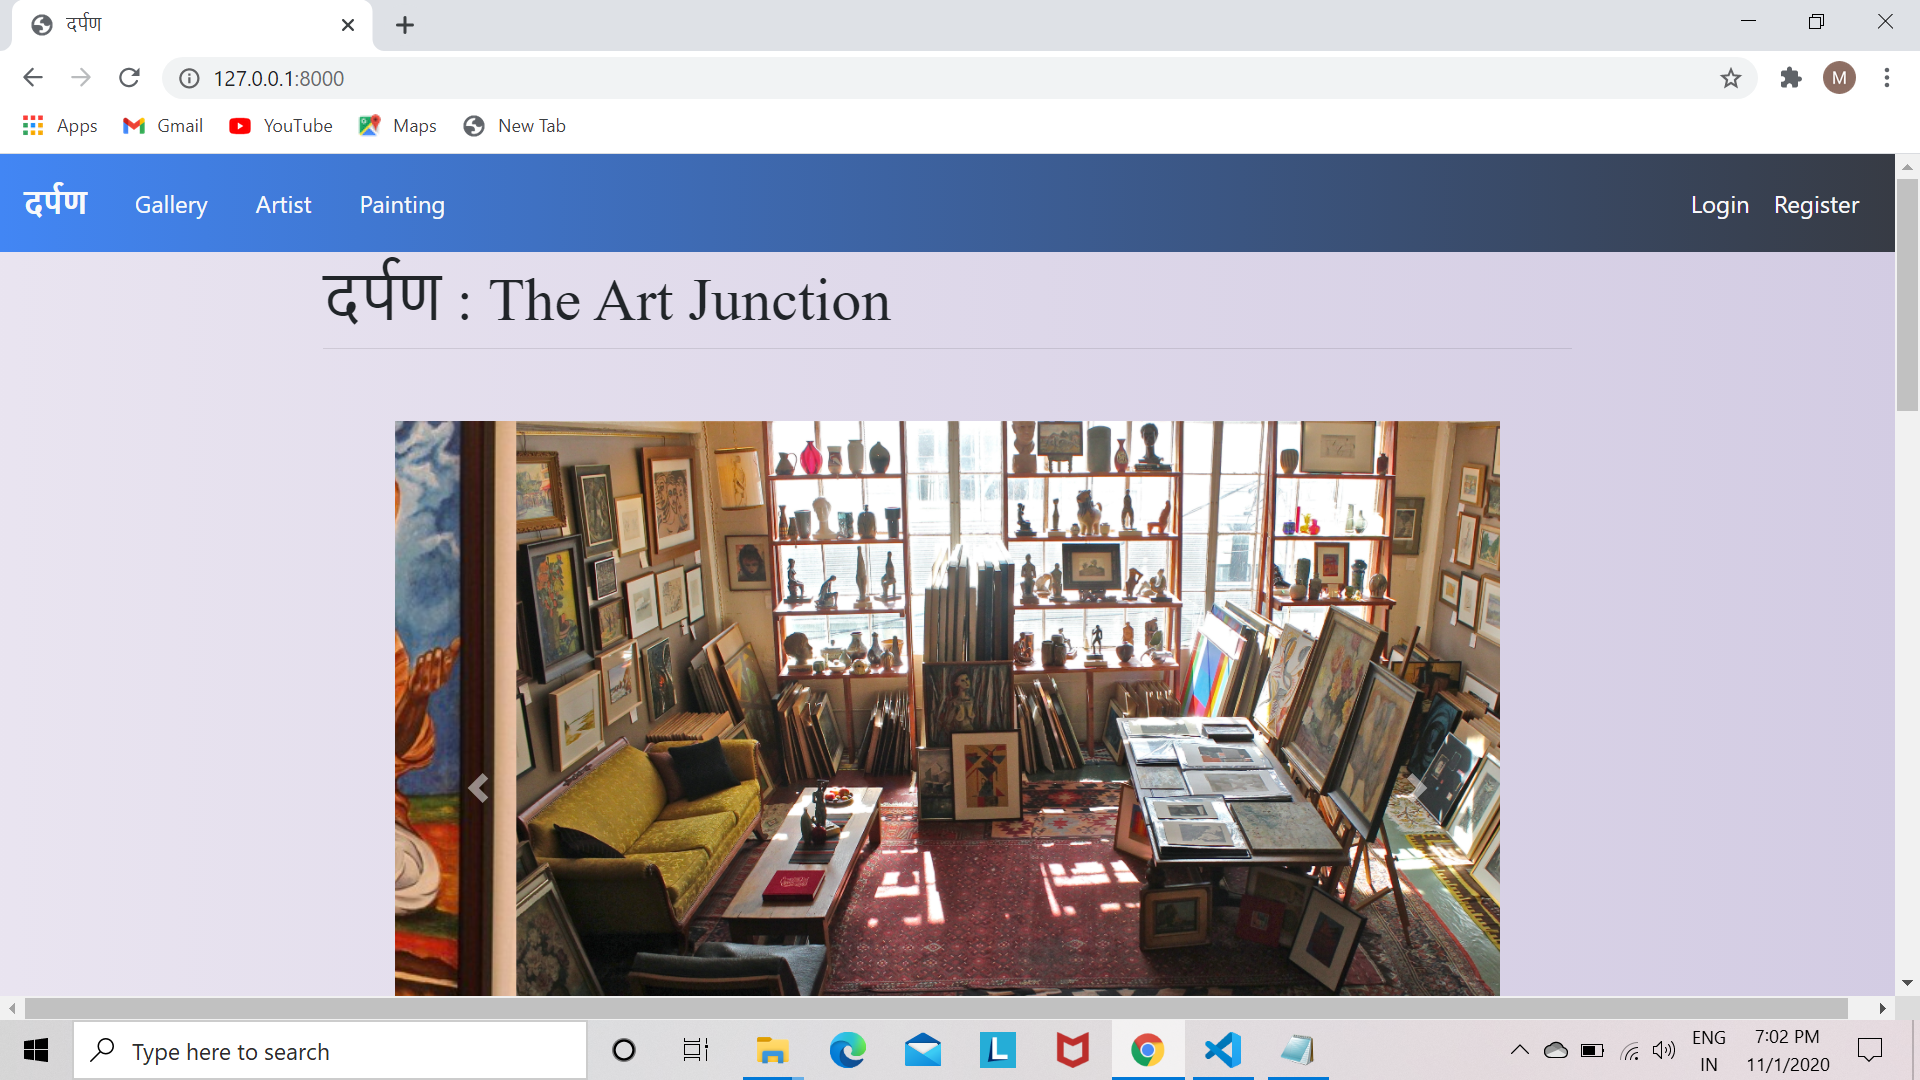 दर्पण
127.0.0.1:8000
M
Apps Gmail YouTube Maps New Tab
दर्पण Gallery Artist Painting Login Register
दर्पण : The Art Junction
Type here to search
L
ENG
IN
7:02 PM
11/1/2020